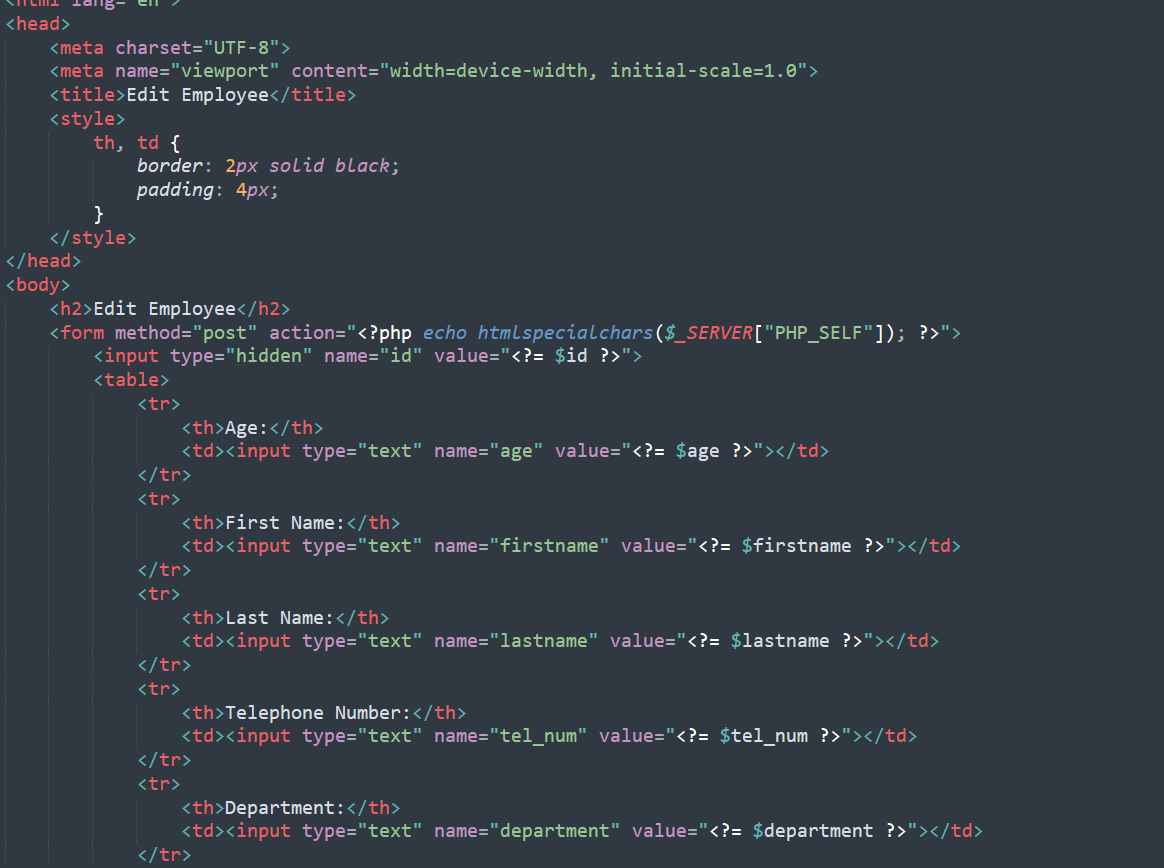 <html lang="en">
<head>
    <meta charset="UTF-8">
    <meta name="viewport" content="width=device-width, initial-scale=1.0">
    <title>Edit Employee</title>
    <style>
        th, td {
            border: 2px solid black;
            padding: 4px;
        }
    </style>
</head>
<body>
    <h2>Edit Employee</h2>
    <form method="post" action="<?php echo htmlspecialchars($_SERVER["PHP_SELF"]); ?>">
        <input type="hidden" name="id" value="<?= $id ?>">
        <table>
            <tr>
                <th>Age:</th>
                <td><input type="text" name="age" value="<?= $age ?>"></td>
            </tr>
            <tr>
                <th>First Name:</th>
                <td><input type="text" name="firstname" value="<?= $firstname ?>"></td>
            </tr>
            <tr>
                <th>Last Name:</th>
                <td><input type="text" name="lastname" value="<?= $lastname ?>"></td>
            </tr>
            <tr>
                <th>Telephone Number:</th>
                <td><input type="text" name="tel_num" value="<?= $tel_num ?>"></td>
            </tr>
            <tr>
                <th>Department:</th>
                <td><input type="text" name="department" value="<?= $department ?>"></td>
            </tr>